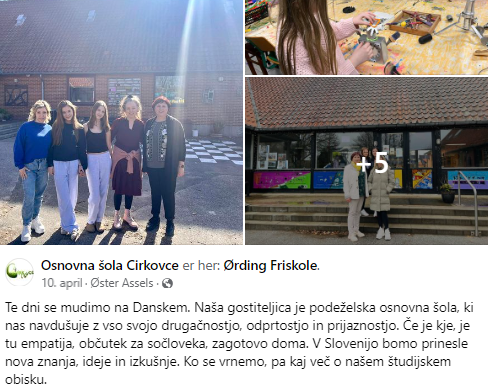 +5
Osnovna šola Cirkovce er her: Ørding Friskole.
10. april · Øster Assels ·
Te dni se mudimo na Danskem. Naša gostiteljica je podeželska osnovna šola, ki
nas navdušuje z vso svojo drugačnostjo, odprtostjo in prijaznostjo. Če je kje, je
tu empatija, občutek za sočloveka, zagotovo doma. V Slovenijo bomo prinesle
nova znanja, ideje in izkušnje. Ko se vrnemo, pa kaj več o našem študijskem
obisku.